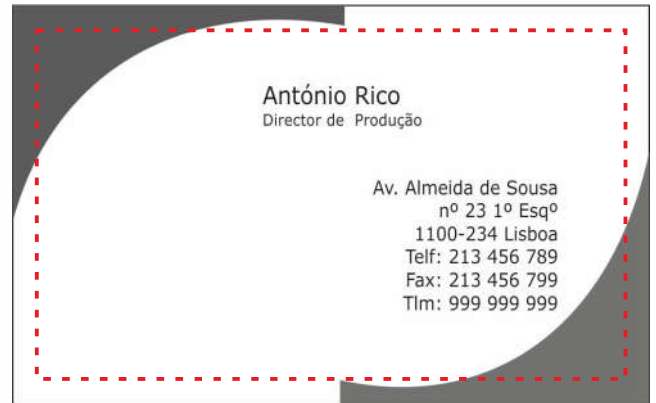 António Rico
Director de Produção
Av. Almeida de Sousa
nº 23 1º Esqº
1100-234 Lisboa
Telf: 213 456 789
Fax: 213 456 799
Tlm: 999 999 999